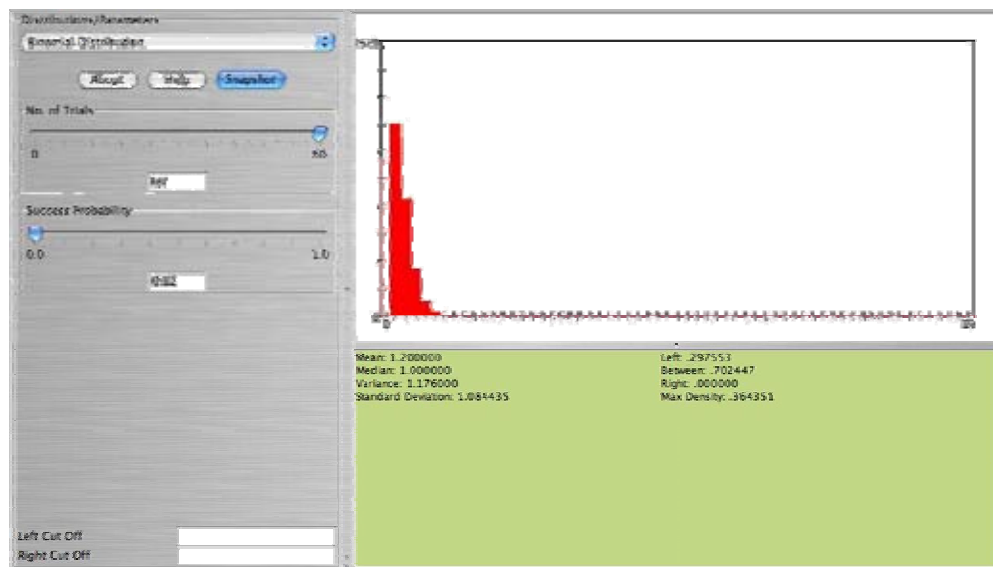 Distributions/Parameters
Binomial Distribution
About Help Snapshot
No. of Trials
0
Success Probability
0.0 1.0
0.02
Mean: 1.200000
Median: 1.000000
Variance: 1.176000
Standard Deviation: 1.084435
Left: .297553
Between: .702447
Right: .000000
Max Density: .364351
Left Cut Off
Right Cut Off